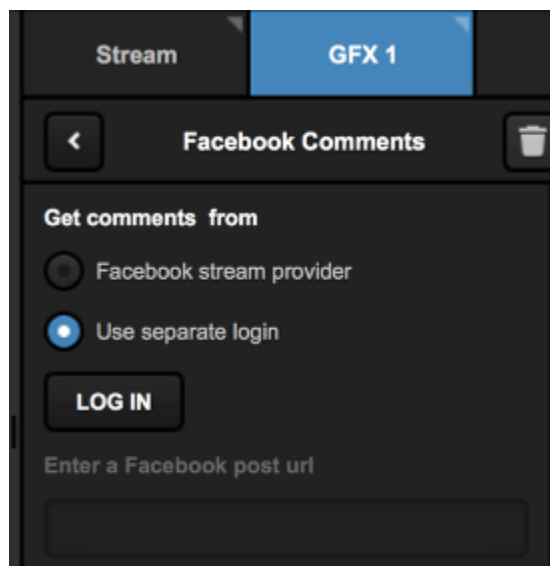 Stream
GFX 1
Facebook Comments
Get comments from
Facebook stream provider
Use separate login
LOG IN
Enter a Facebook post url